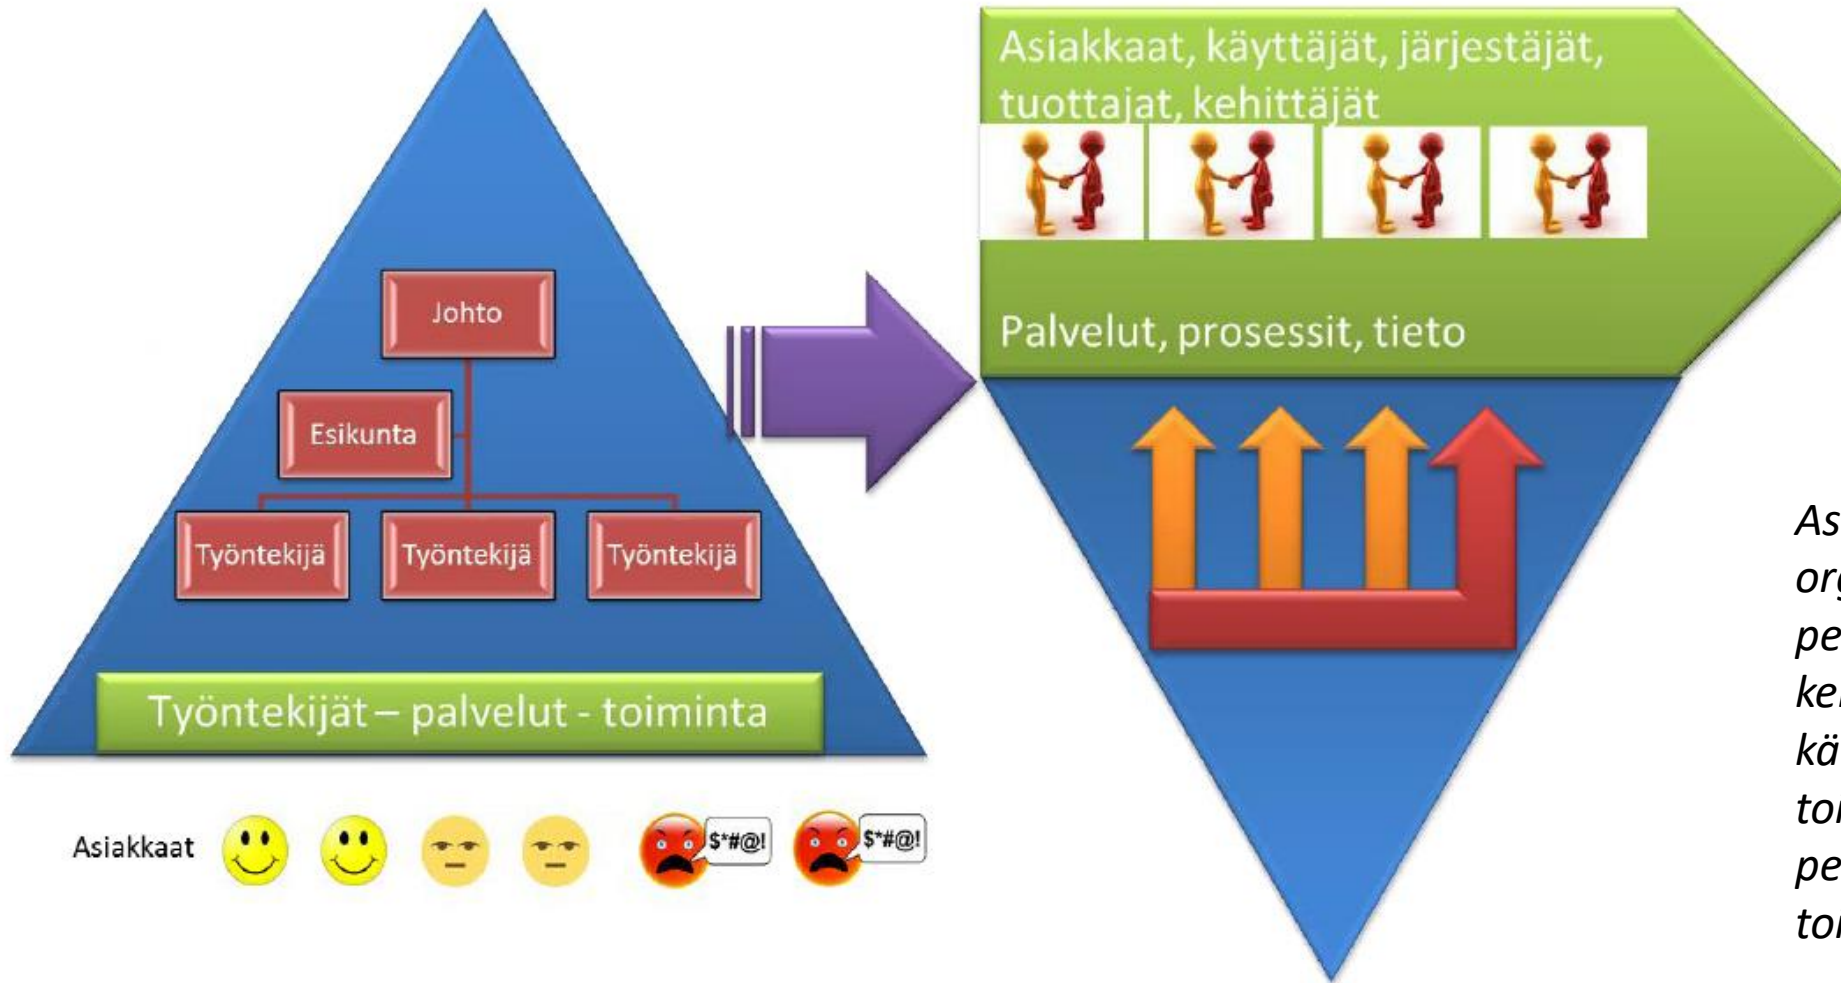 Johto
Esikunta
Työntekijä
Työntekijä
Työntekijä
Työntekijät – palvelut - toiminta
Asiakkaat
$*#@!
$*#@!
Asiakkaat, käyttäjät, järjestäjät,
tuottajat, kehittäjät
Palvelut, prosessit, tieto